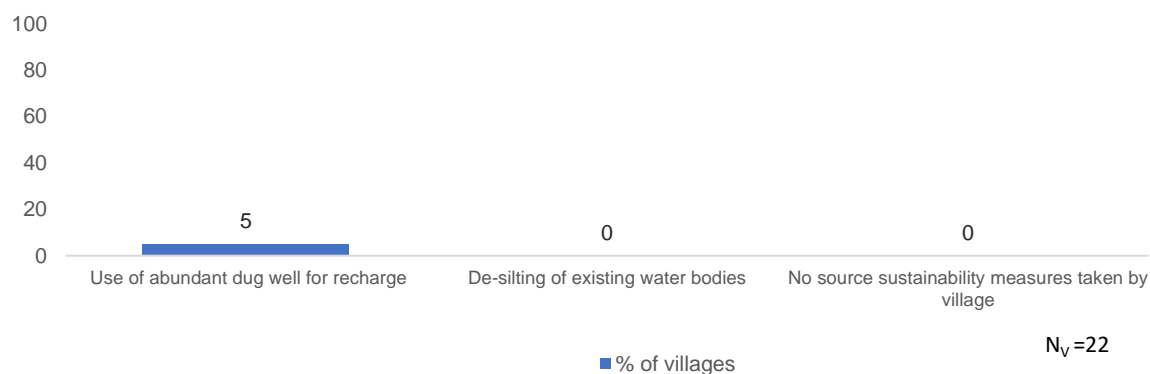 100
80
60
40
20
0
5
0
0
Use of abundant dug well for recharge
De-silting of existing water bodies
No source sustainability measures taken by
village
N_V =22
% of villages